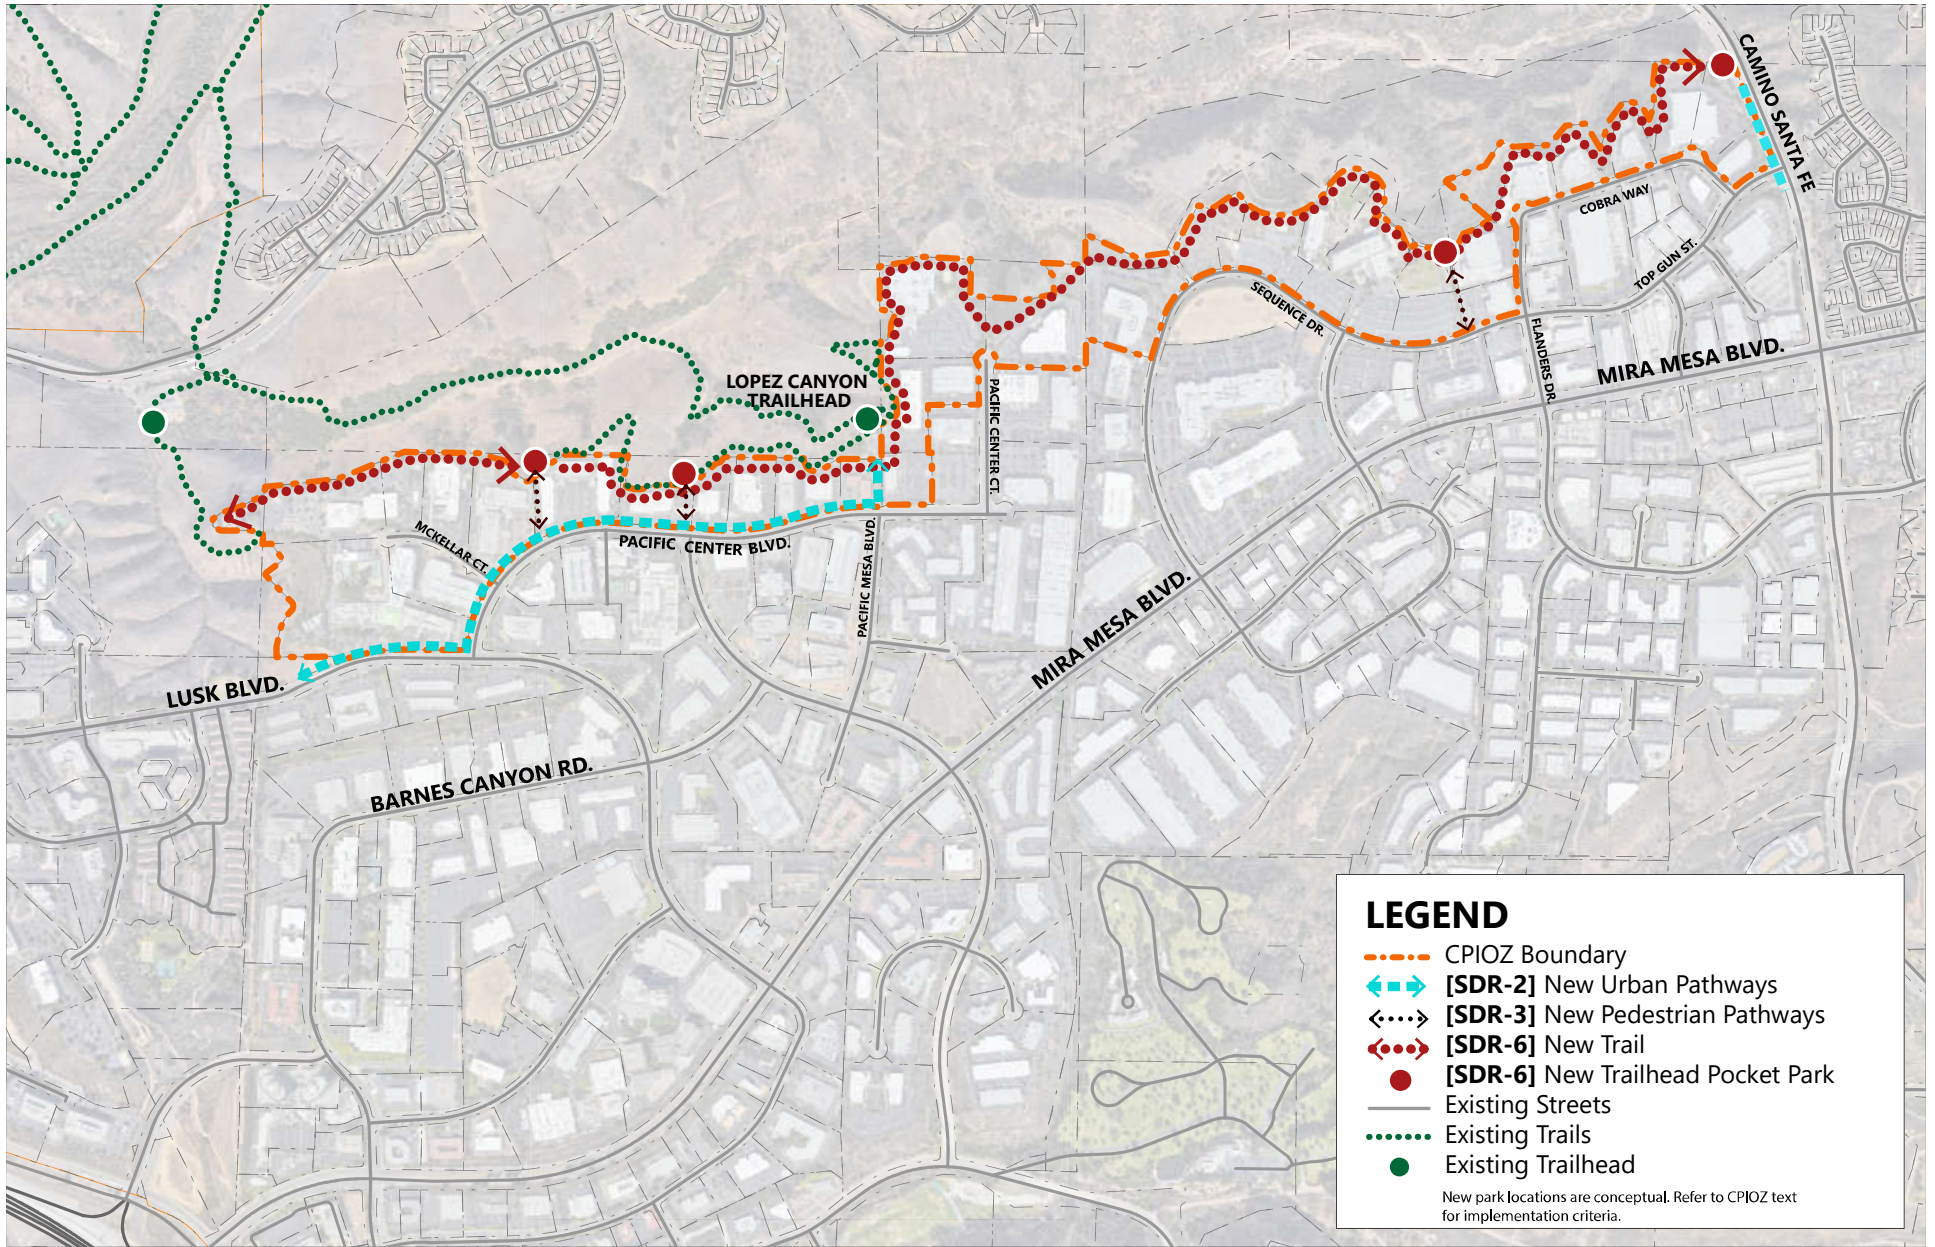 CAMINO SANTA FE
COBRA WAY
TOP GUN ST.
SEQUENCE DR.
FLANDERS DR.
MIRA MESA BLVD.
LOPEZ CANYON
TRAILHEAD
PACIFIC CENTER CT.
MCKELLAR CT.
PACIFIC CENTER BLVD.
PACIFIC MESA BLVD.
MIRA MESA BLVD.
LUSK BLVD.
BARNES CANYON RD.
LEGEND
CPIOZ Boundary
[SDR-2] New Urban Pathways
[SDR-3] New Pedestrian Pathways
[SDR-6] New Trail
[SDR-6] New Trailhead Pocket Park
Existing Streets
Existing Trails
Existing Trailhead
New park locations are conceptual. Refer to CPIOZ text
for implementation criteria.